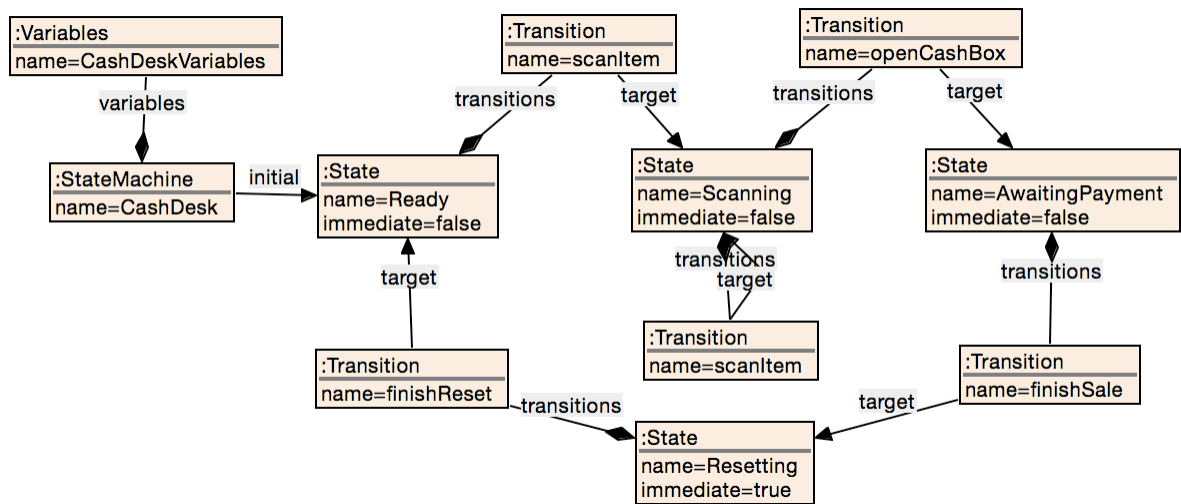 :Variables
name=CashDeskVariables
:Transition
name=scanItem
:Transition
name=openCashBox
variables
transitions
target
transitions
target
:StateMachine
name=CashDesk
initial
:State
name=Ready
immediate=false
:State
name=Scanning
immediate=false
:State
name=AwaitingPayment
immediate=false
target
transitions
target
transitions
:Transition
name=finishReset
:Transition
name=scanItem
:Transition
name=finishSale
transitions
target
:State
name=Resetting
immediate=true